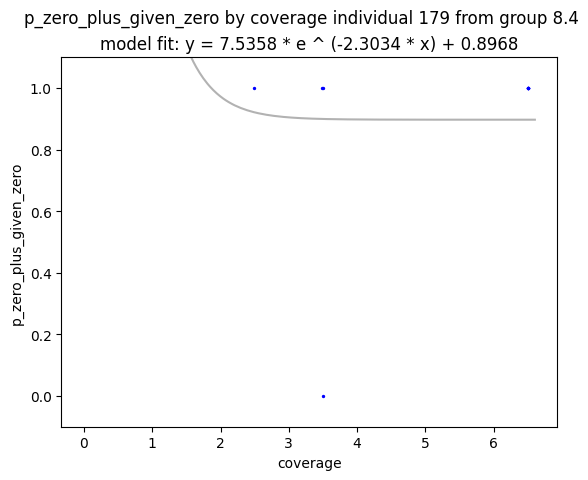 p_zero_plus_given_zero by coverage individual 179 from group 8.4
model fit: y = 7.5358 * e ^ (-2.3034 * x) + 0.8968
1.0
0.8
0.6
0.4
0.2
0.0
p_zero_plus_given_zero
0 1 2 3 4 5 6
coverage